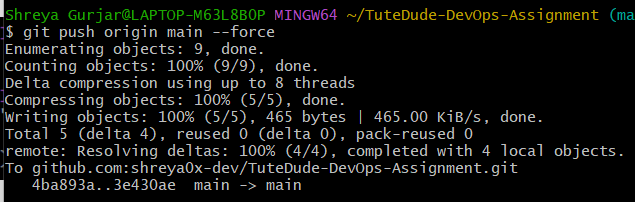 Shreya Gurjar@LAPTOP-M63L8BOP MINGW64 ~/TuteDude-DevOps-Assignment (ma
$ git push origin main --force
Enumerating objects: 9, done.
Counting objects: 100% (9/9), done.
Delta compression using up to 8 threads
Compressing objects: 100% (5/5), done.
Writing objects: 100% (5/5), 465 bytes | 465.00 KiB/s, done.
Total 5 (delta 4), reused 0 (delta 0), pack-reused 0
remote: Resolving deltas: 100% (4/4), completed with 4 local objects.
To github.com:shreya0x-dev/TuteDude-DevOps-Assignment.git
   4ba893a..3e430ae  main -> main